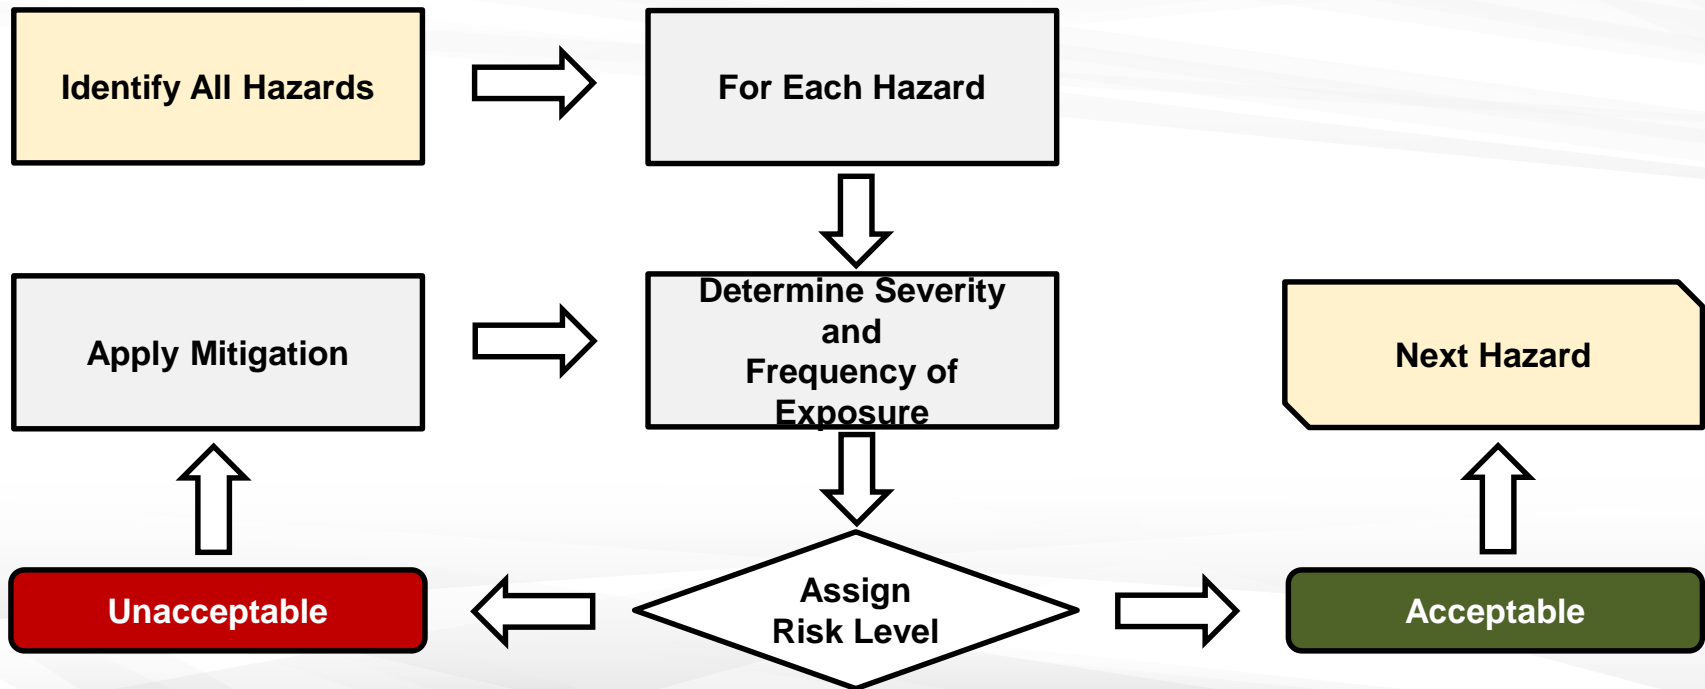 Identify All Hazards
For Each Hazard
Apply Mitigation
Determine Severity
and
Frequency of
Exposure
Next Hazard
Unacceptable
Assign
Risk Level
Acceptable